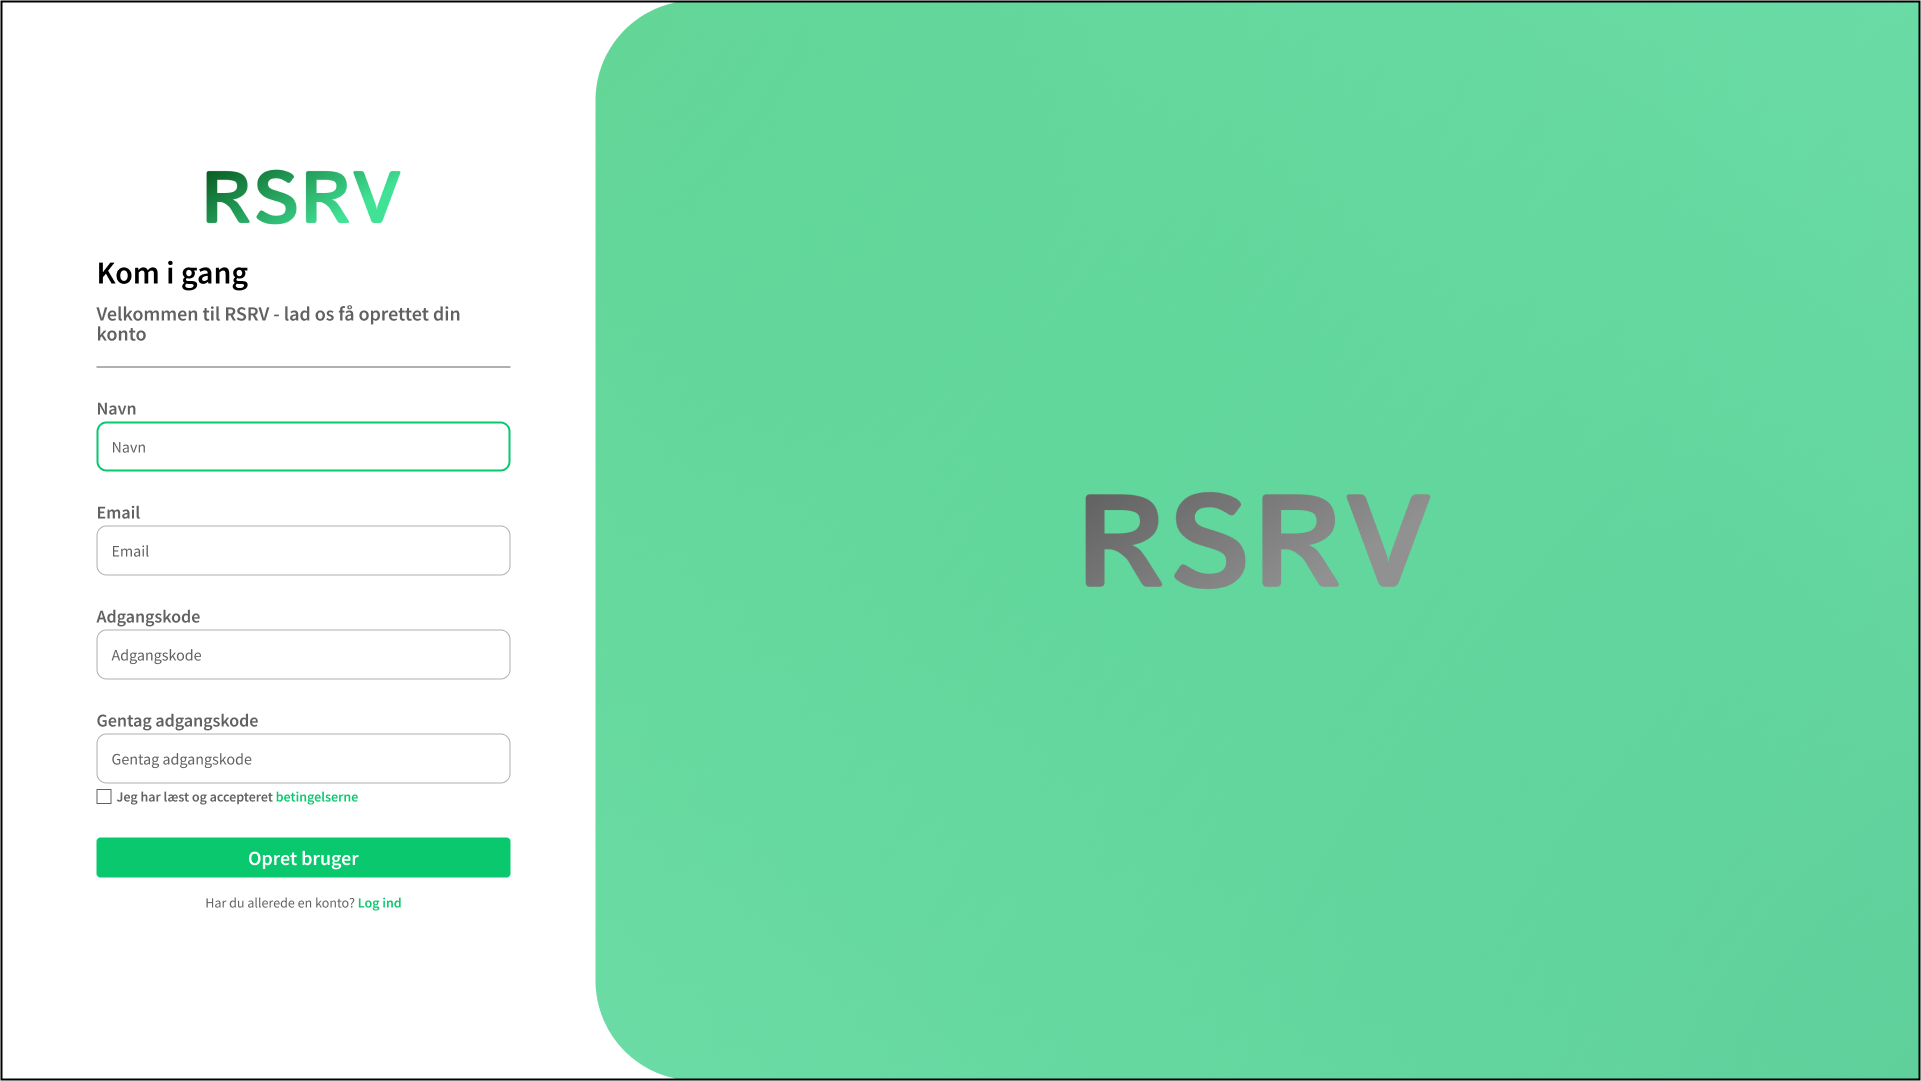 RSRV
Kom i gang
Velkommen til RSRV - lad os få oprettet din
konto
Navn
Navn
Email
Email
Adgangskode
Adgangskode
Gentag adgangskode
Gentag adgangskode
Jeg har læst og accepteret betingelserne
Opret bruger
Har du allerede en konto? Log ind
RSRV